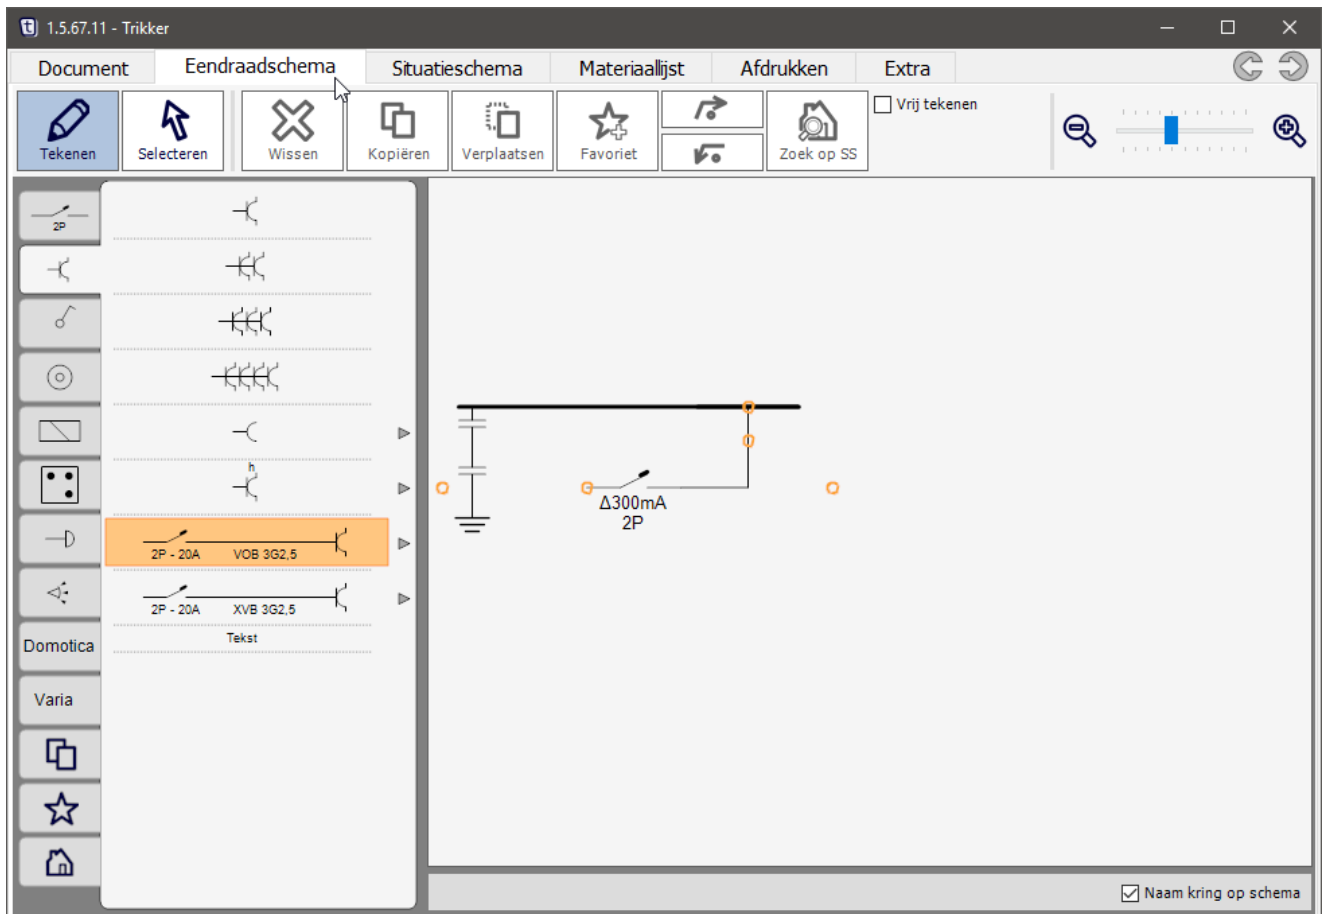 1.5.67.11 - Trikker
Document Eendraadschema Situatieschema Materiaallijst Afdrukken Extra
Tekenen Selecteren Wissen Kopiëren Verplaatsen Favoriet Zoek op SS Vrij tekenen
2P
h
2P - 20A VOB 3G2,5
2P - 20A XVB 3G2,5
Tekst
Domotica
Varia
Δ300mA
2P
Naam kring op schema